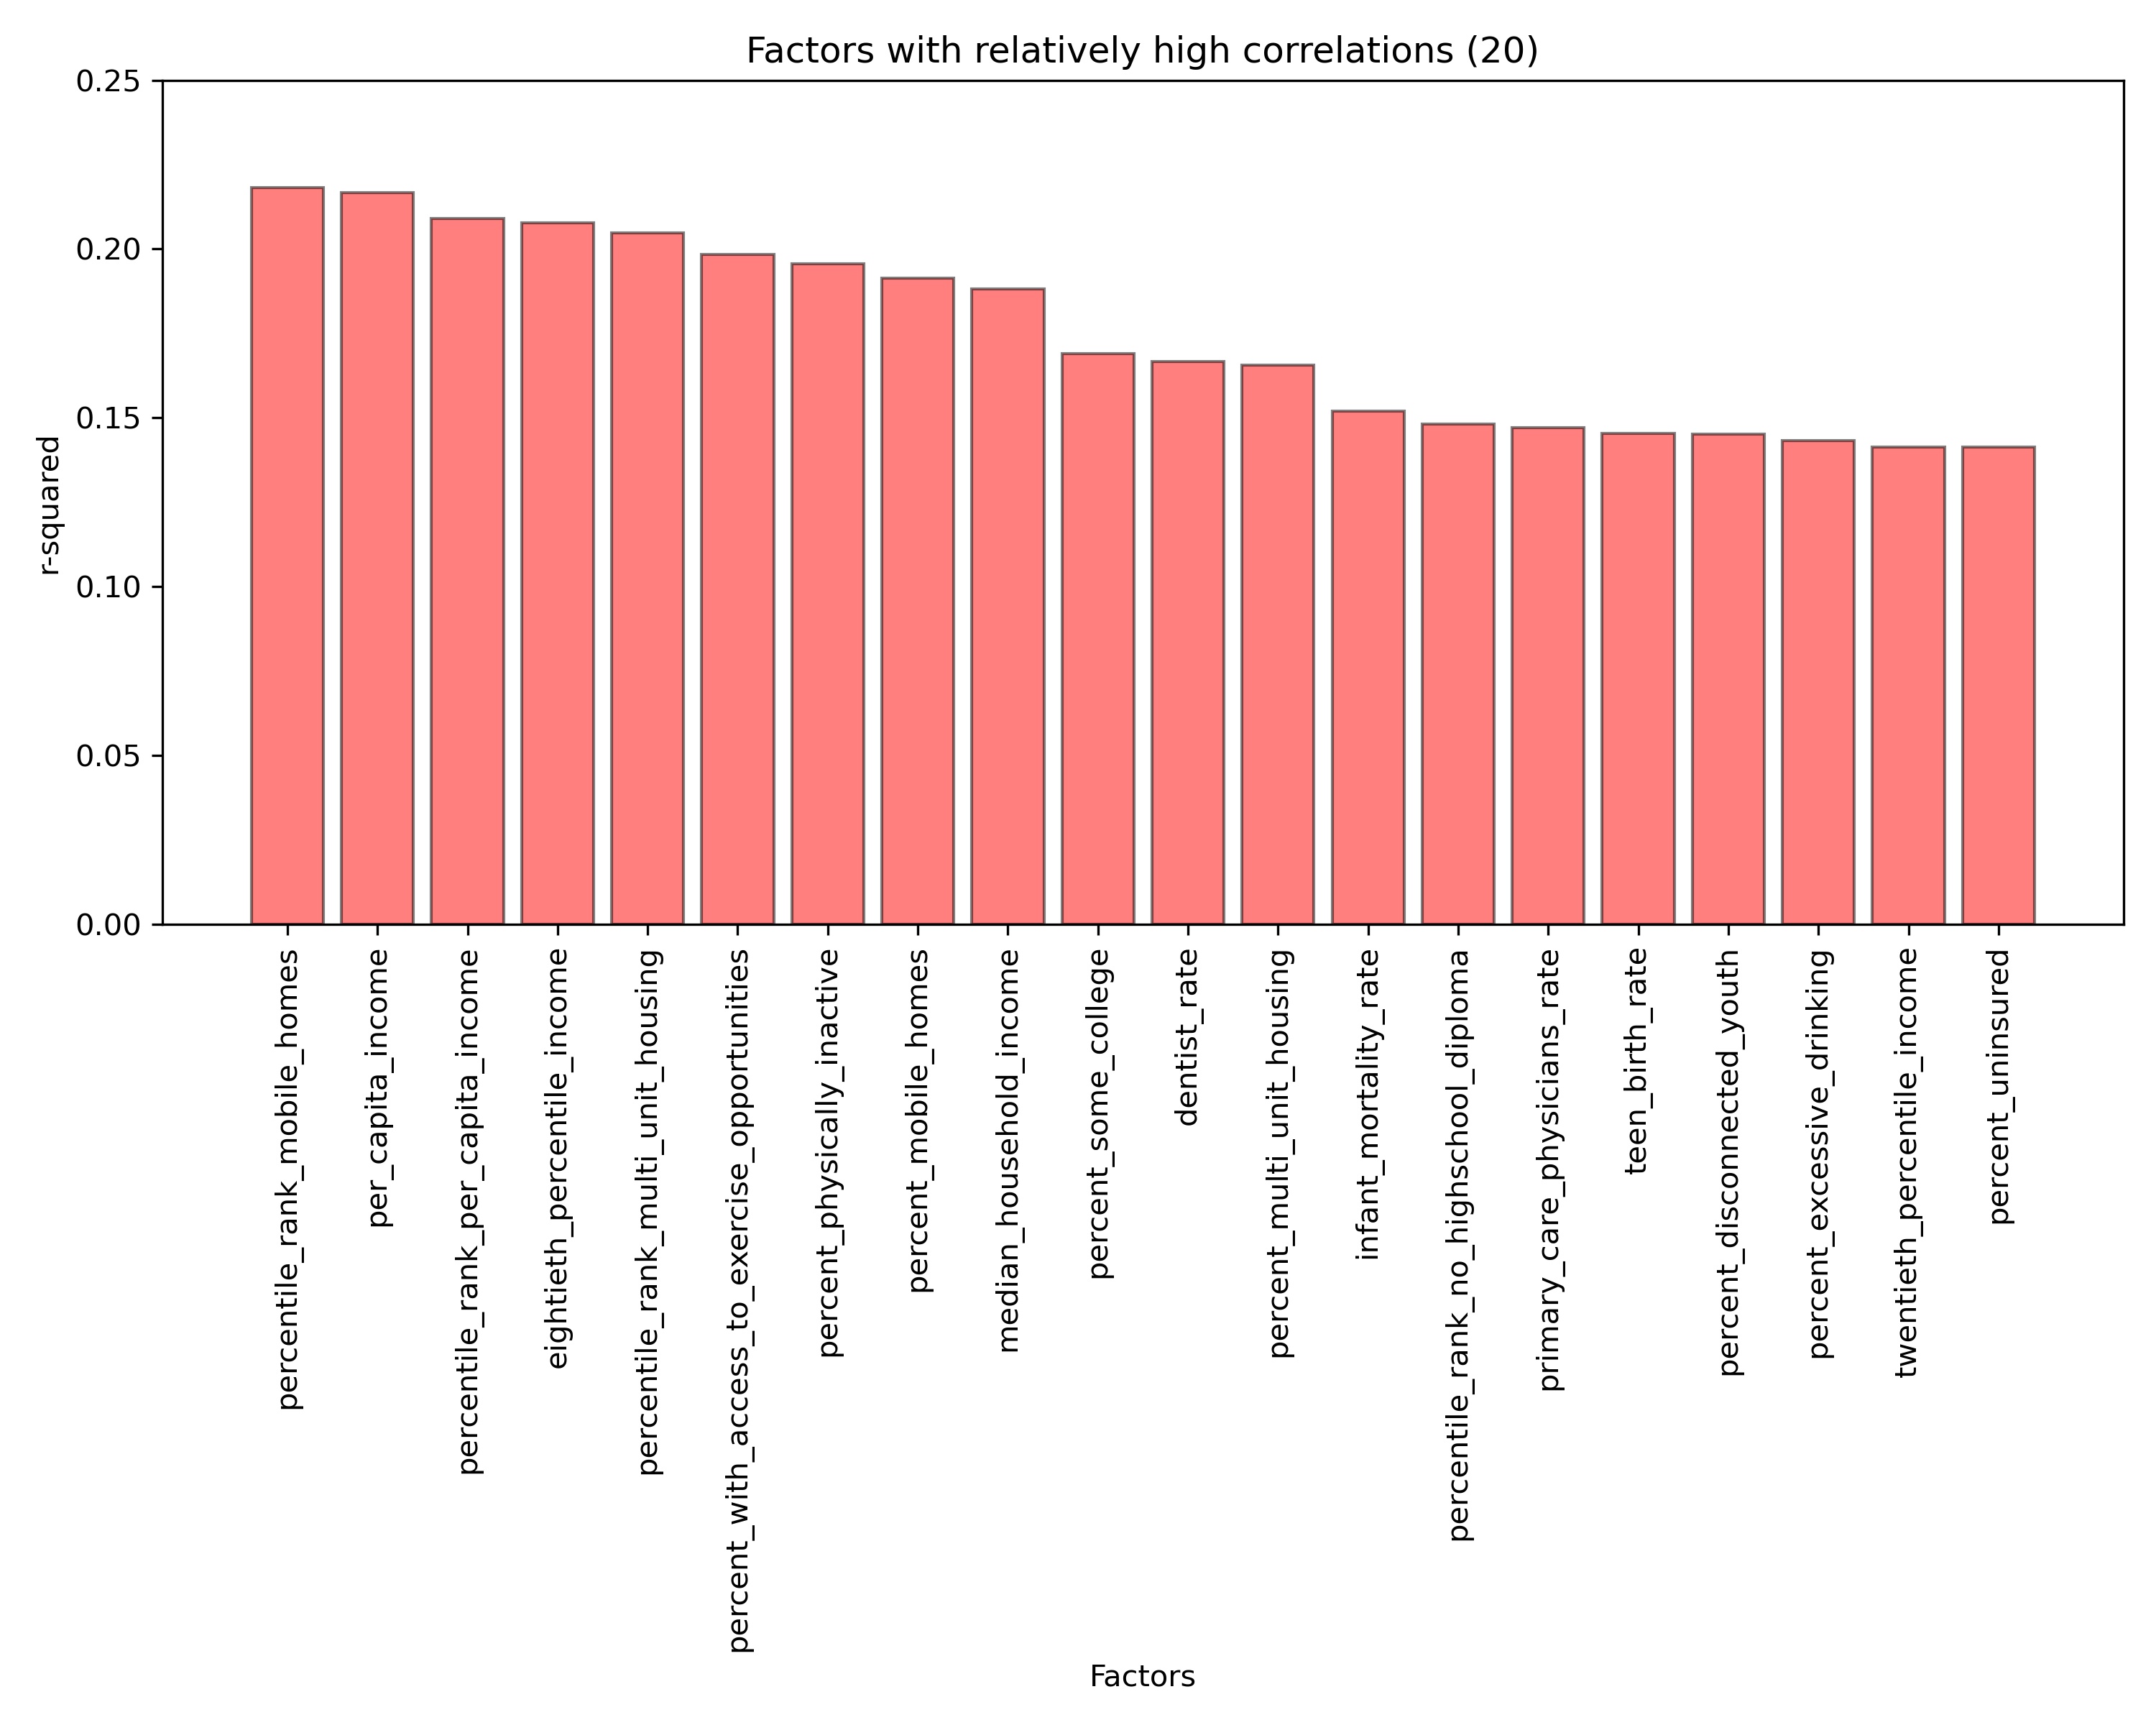 Factors with relatively high correlations (20)
0.25
0.20
0.15
0.10
0.05
0.00
r-squared
percentile_rank_mobile_homes
per_capita_income
percentile_rank_per_capita_income
eightieth_percentile_income
percentile_rank_multi_unit_housing
percent_with_access_to_exercise_opportunities
percent_physically_inactive
percent_mobile_homes
median_household_income
percent_some_college
dentist_rate
percent_multi_unit_housing
infant_mortality_rate
percentile_rank_no_highschool_diploma
primary_care_physicians_rate
teen_birth_rate
percent_disconnected_youth
percent_excessive_drinking
twentieth_percentile_income
percent_uninsured
Factors